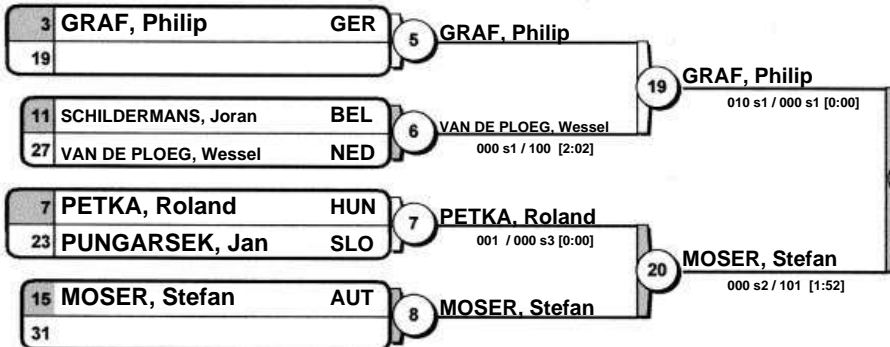 3 GRAF, Philip GER
19
5 GRAF, Philip
11 SCHILDERMANS, Joran BEL
27 VAN DE PLOEG, Wessel NED
6 VAN DE PLOEG, Wessel
000 s1 / 100 [2:02]
19 GRAF, Philip
010 s1 / 000 s1 [0:00]
7 PETKA, Roland HUN
23 PUNGARSEK, Jan SLO
7 PETKA, Roland
001 / 000 s3 [0:00]
15 MOSER, Stefan AUT
31
8 MOSER, Stefan
20 MOSER, Stefan
000 s2 / 101 [1:52]